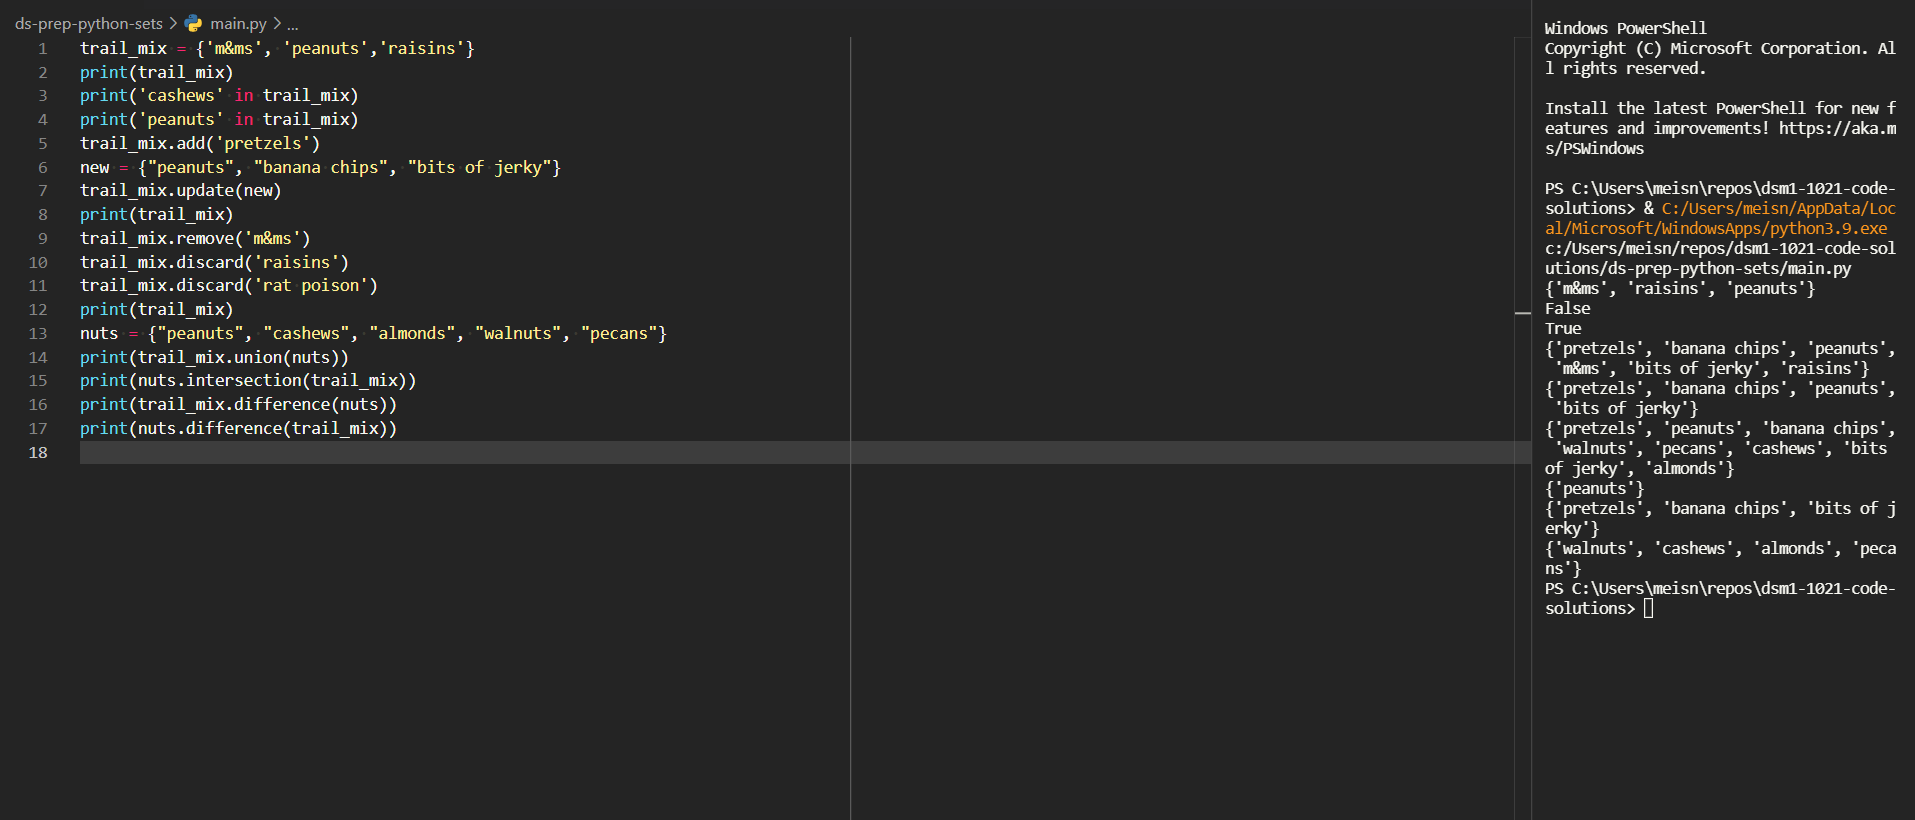 ds-prep-python-sets > main.py > ...
1 trail_mix = {'m&ms', 'peanuts','raisins'}
2 print(trail_mix)
3 print('cashews' in trail_mix)
4 print('peanuts' in trail_mix)
5 trail_mix.add('pretzels')
6 new = {"peanuts", "banana chips", "bits of jerky"}
7 trail_mix.update(new)
8 print(trail_mix)
9 trail_mix.remove('m&ms')
10 trail_mix.discard('raisins')
11 trail_mix.discard('rat poison')
12 print(trail_mix)
13 nuts = {"peanuts", "cashews", "almonds", "walnuts", "pecans"}
14 print(trail_mix.union(nuts))
15 print(nuts.intersection(trail_mix))
16 print(trail_mix.difference(nuts))
17 print(nuts.difference(trail_mix))
18
Windows PowerShell
Copyright (C) Microsoft Corporation. Al
l rights reserved.
Install the latest PowerShell for new f
eatures and improvements! https://aka.m
s/PSWindows
PS C:\Users\meisn\repos\dsm1-1021-code-
solutions> & C:/Users/meisn/AppData/Loc
al/Microsoft/WindowsApps/python3.9.exe
c:/Users/meisn/repos/dsm1-1021-code-sol
utions/ds-prep-python-sets/main.py
{'m&ms', 'raisins', 'peanuts'}
False
True
{'pretzels', 'banana chips', 'peanuts',
 'm&ms', 'bits of jerky', 'raisins'}
{'pretzels', 'banana chips', 'peanuts',
 'bits of jerky'}
{'pretzels', 'peanuts', 'banana chips',
 'walnuts', 'pecans', 'cashews', 'bits
of jerky', 'almonds'}
{'peanuts'}
{'pretzels', 'banana chips', 'bits of j
erky'}
{'walnuts', 'cashews', 'almonds', 'peca
ns'}
PS C:\Users\meisn\repos\dsm1-1021-code-
solutions>